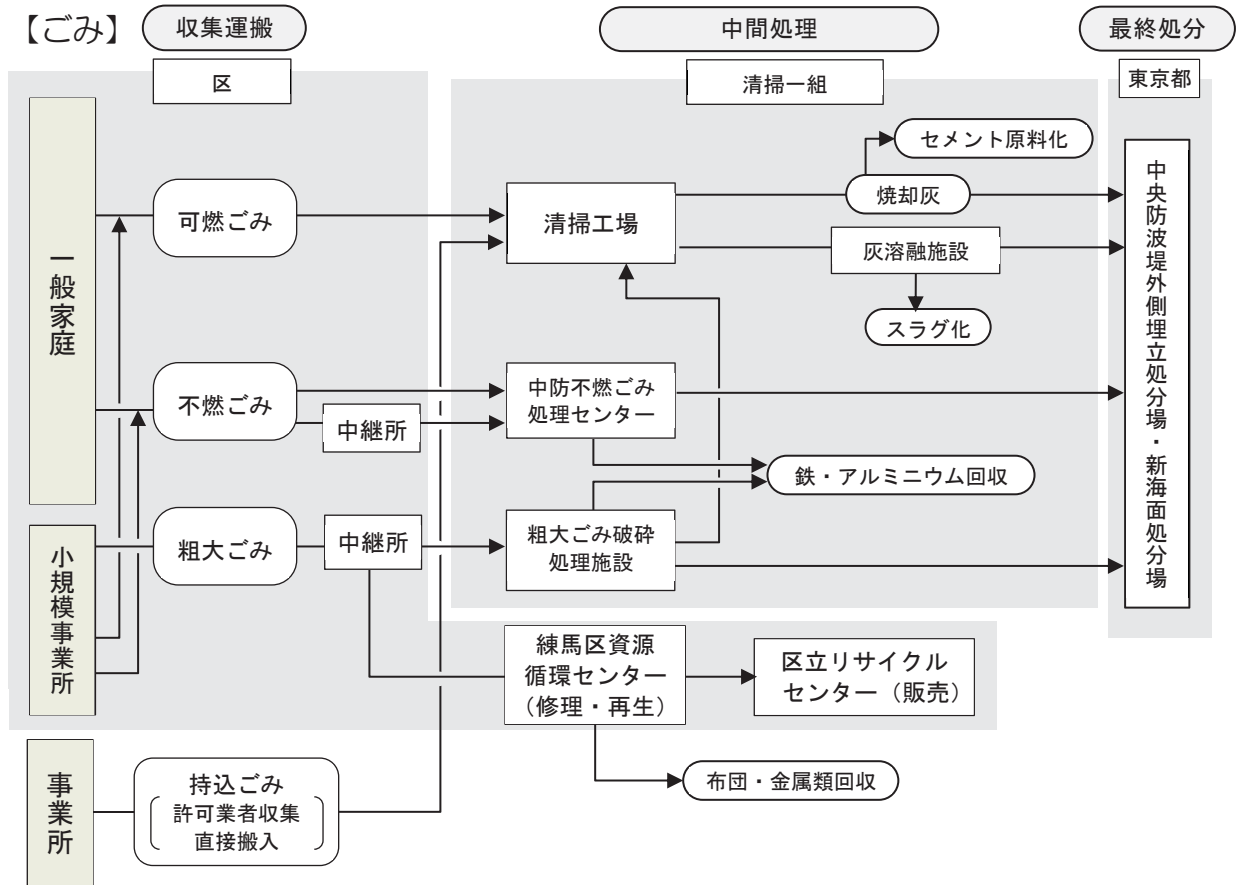 【ごみ】
収集運搬
中間処理
最終処分
区
清掃一組
東京都
一般家庭
可燃ごみ
清掃工場
セメント原料化
焼却灰
灰溶融施設
スラグ化
中央防波堤外側埋立処分場・新海面処分場
不燃ごみ
中継所
中防不燃ごみ
処理センター
鉄・アルミニウム回収
小規模事業所
粗大ごみ
中継所
粗大ごみ破砕
処理施設
練馬区資源
循環センター
（修理・再生）
区立リサイクル
センター（販売）
布団・金属類回収
事業所
持込ごみ
許可業者収集
直接搬入